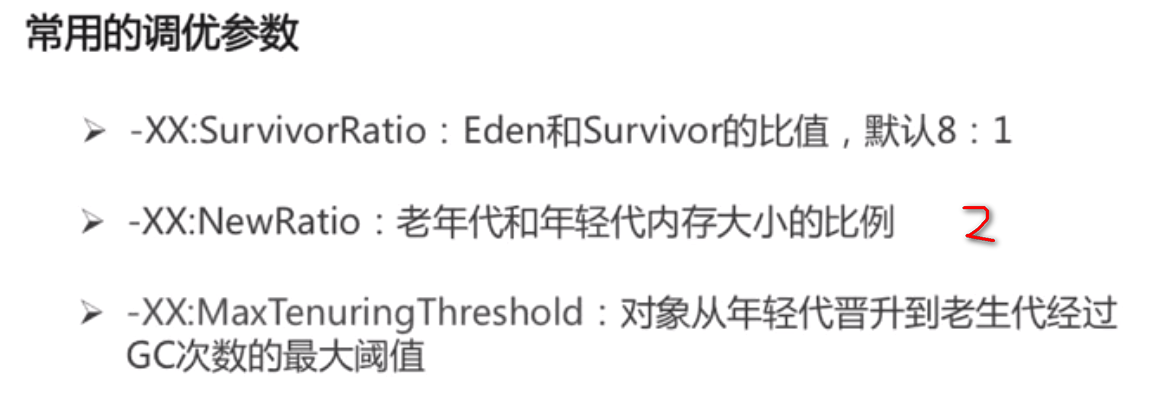 常用的调优参数
➢ -XX:SurvivorRatio：Eden和Survivor的比值，默认8：1
➢ -XX:NewRatio：老年代和年轻代内存大小的比例 2
➢ -XX:MaxTenuringThreshold：对象从年轻代晋升到老生代经过
GC次数的最大阈值